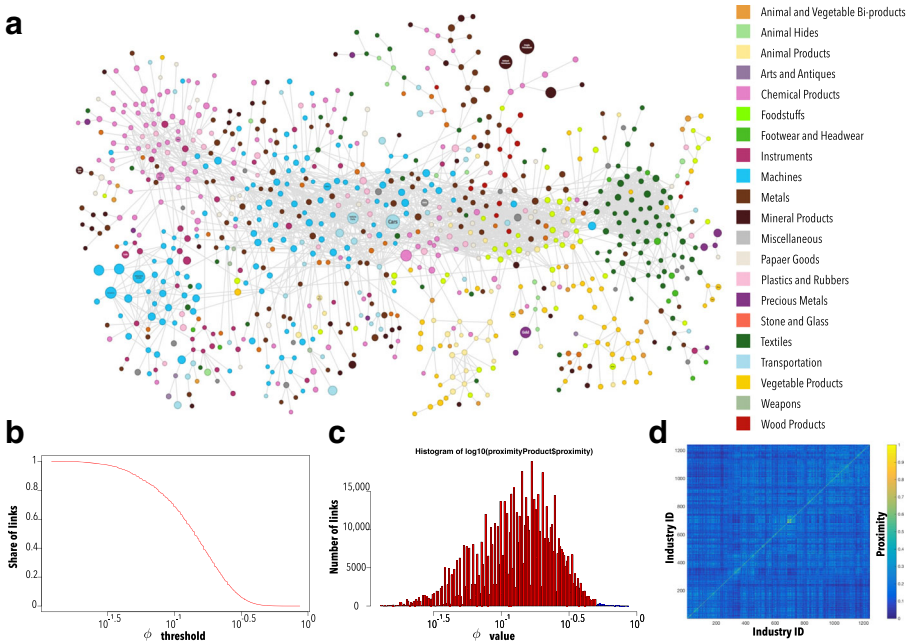 a
Animal and Vegetable Bi-products
Animal Hides
Animal Products
Arts and Antiques
Chemical Products
Foodstuffs
Footwear and Headwear
Instruments
Machines
Metals
Mineral Products
Miscellaneous
Papaer Goods
Plastics and Rubbers
Precious Metals
Stone and Glass
Textiles
Transportation
Vegetable Products
Weapons
Wood Products
Cars
Gold
b
Share of links
1
0.8
0.6
0.4
0.2
0
10^-1.5
10^-1
10^-0.5
10^0
ϕ threshold
c
Histogram of log10(proximityProduct$proximity)
Number of links
15,000
10,000
5000
0
10^-1.5
10^-1
10^-0.5
10^0
ϕ value
d
Industry ID
1200
1000
800
600
400
200
200
400
600
800
1000
1200
Industry ID
Proximity
1
0.9
0.8
0.7
0.6
0.5
0.4
0.3
0.2
0.1
0